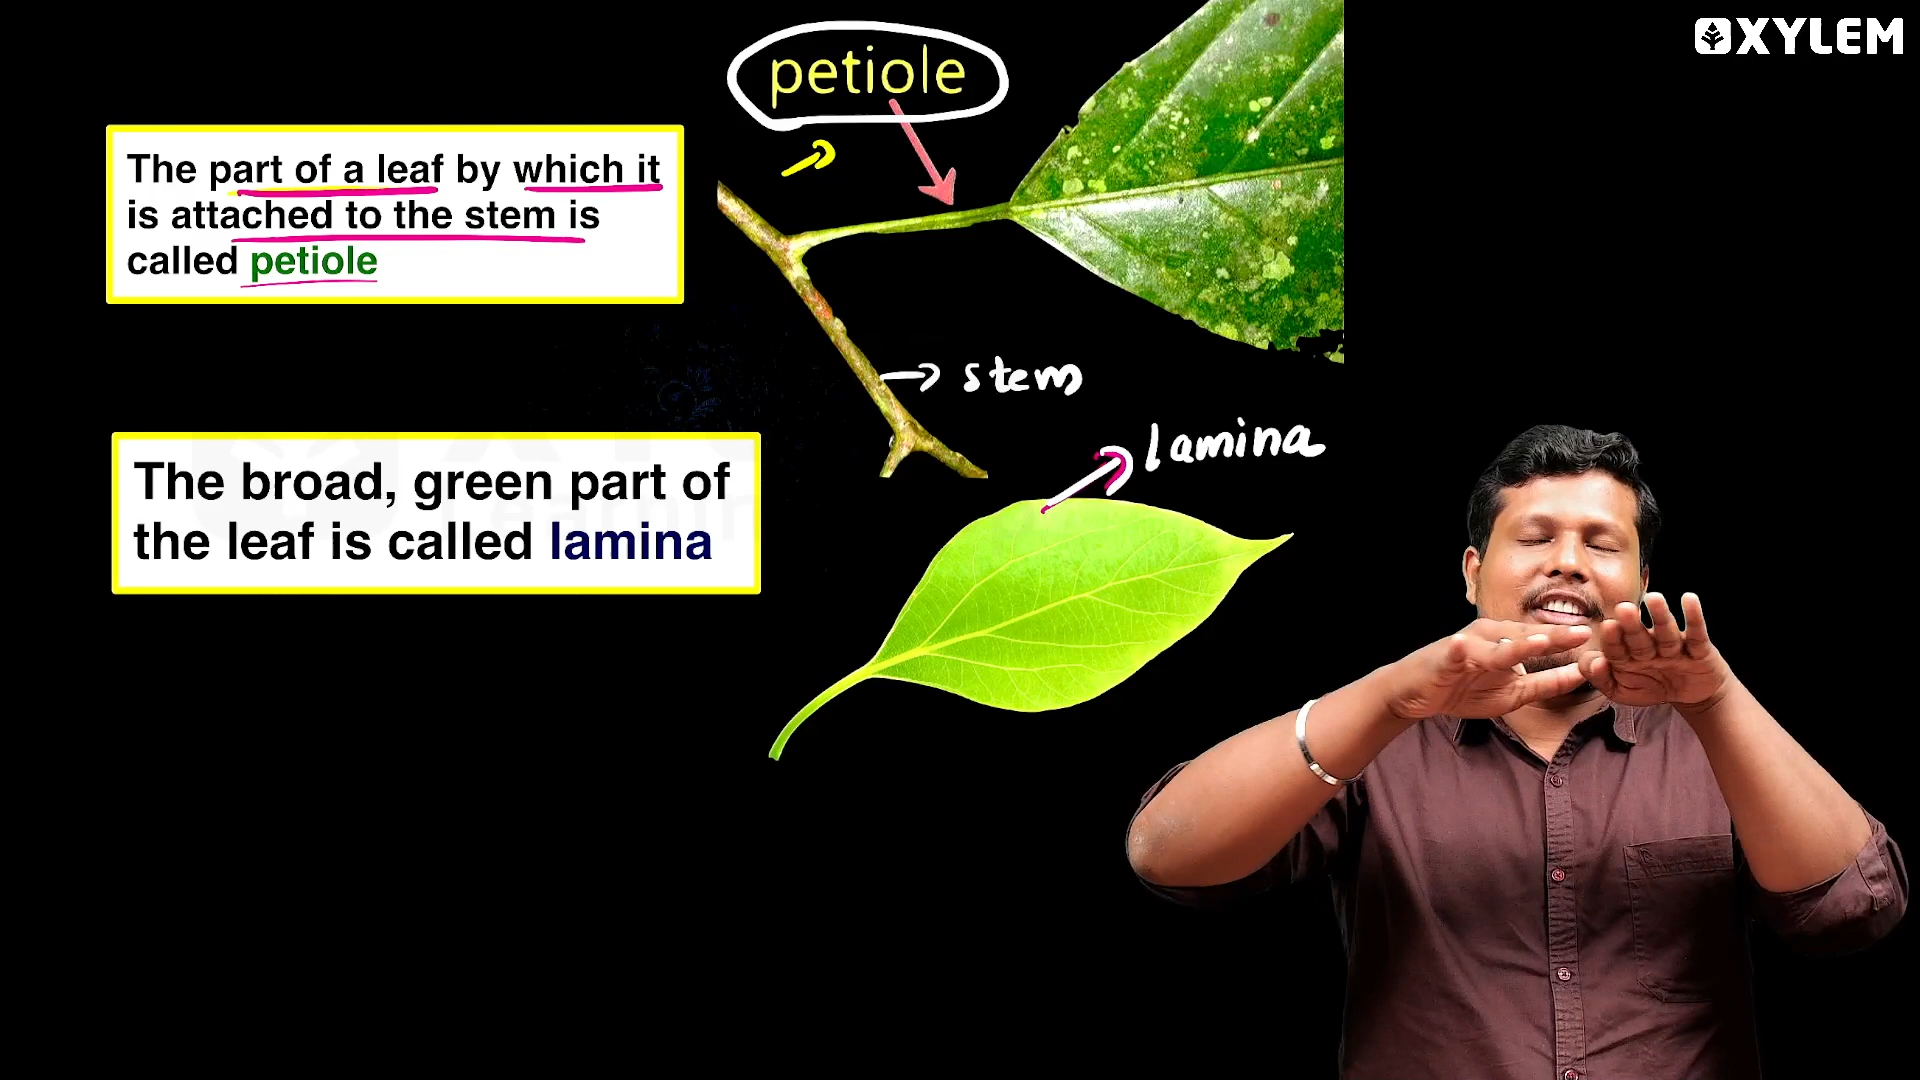 XYLEM
petiole
The part of a leaf by which it
is attached to the stem is
called petiole
stem
lamina
The broad, green part of
the leaf is called lamina